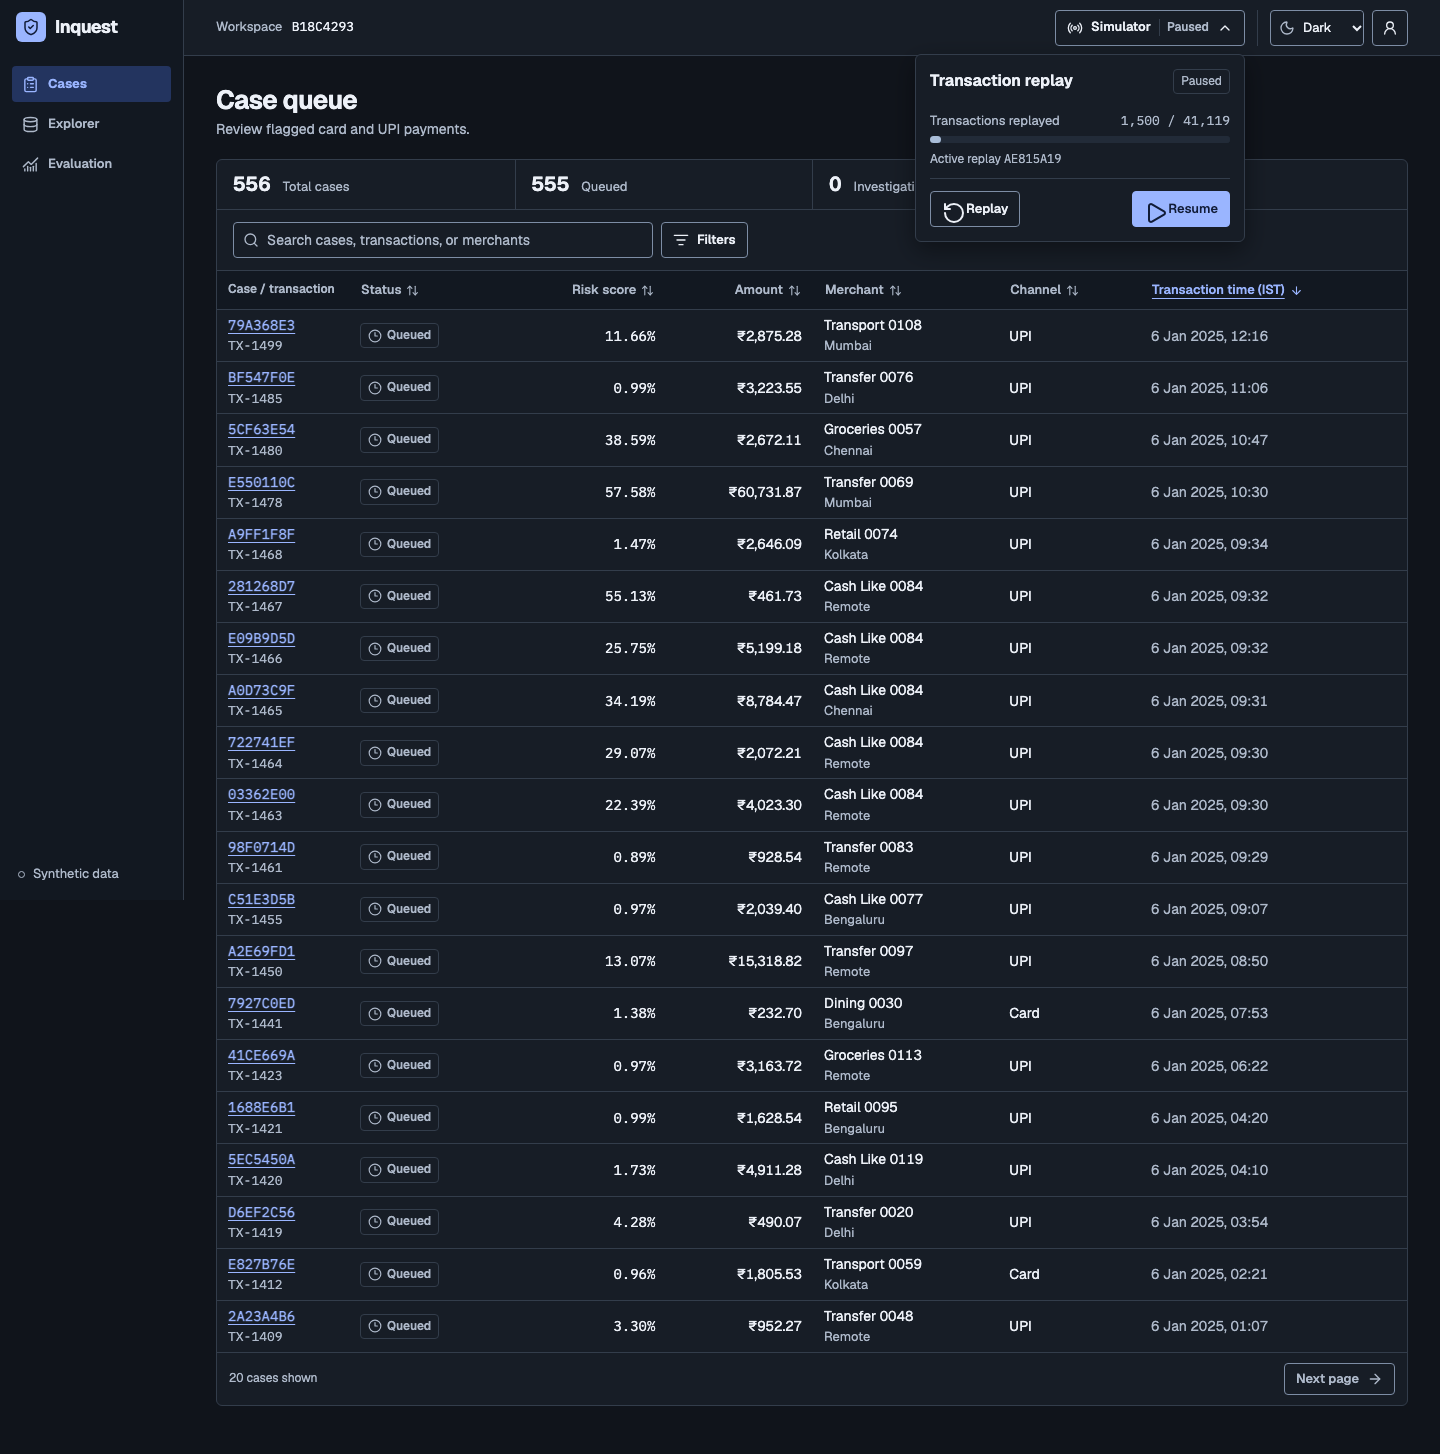 Inquest
Workspace B18C4293
Simulator Paused
Dark
Cases
Explorer
Evaluation
Synthetic data
Case queue
Review flagged card and UPI payments.
Transaction replay
Paused
Transactions replayed 1,500 / 41,119
Active replay AE815A19
Replay
Resume
556 Total cases
555 Queued
0 Investigati
Search cases, transactions, or merchants
Filters
Case / transaction Status Risk score Amount Merchant Channel Transaction time (IST)
79A368E3 Queued 11.66% ₹2,875.28 Transport 0108 UPI 6 Jan 2025, 12:16
TX-1499 Mumbai
BF547F0E Queued 0.99% ₹3,223.55 Transfer 0076 UPI 6 Jan 2025, 11:06
TX-1485 Delhi
5CF63E54 Queued 38.59% ₹2,672.11 Groceries 0057 UPI 6 Jan 2025, 10:47
TX-1480 Chennai
E550110C Queued 57.58% ₹60,731.87 Transfer 0069 UPI 6 Jan 2025, 10:30
TX-1478 Mumbai
A9FF1F8F Queued 1.47% ₹2,646.09 Retail 0074 UPI 6 Jan 2025, 09:34
TX-1468 Kolkata
281268D7 Queued 55.13% ₹461.73 Cash Like 0084 UPI 6 Jan 2025, 09:32
TX-1467 Remote
E09B9D5D Queued 25.75% ₹5,199.18 Cash Like 0084 UPI 6 Jan 2025, 09:32
TX-1466 Remote
A0D73C9F Queued 34.19% ₹8,784.47 Cash Like 0084 UPI 6 Jan 2025, 09:31
TX-1465 Chennai
722741EF Queued 29.07% ₹2,072.21 Cash Like 0084 UPI 6 Jan 2025, 09:30
TX-1464 Remote
03362E00 Queued 22.39% ₹4,023.30 Cash Like 0084 UPI 6 Jan 2025, 09:30
TX-1463 Remote
98F0714D Queued 0.89% ₹928.54 Transfer 0083 UPI 6 Jan 2025, 09:29
TX-1461 Remote
C51E3D5B Queued 0.97% ₹2,039.40 Cash Like 0077 UPI 6 Jan 2025, 09:07
TX-1455 Bengaluru
A2E69FD1 Queued 13.07% ₹15,318.82 Transfer 0097 UPI 6 Jan 2025, 08:50
TX-1450 Remote
7927C0ED Queued 1.38% ₹232.70 Dining 0030 Card 6 Jan 2025, 07:53
TX-1441 Bengaluru
41CE669A Queued 0.97% ₹3,163.72 Groceries 0113 UPI 6 Jan 2025, 06:22
TX-1423 Remote
1688E6B1 Queued 0.99% ₹1,628.54 Retail 0095 UPI 6 Jan 2025, 04:20
TX-1421 Bengaluru
5EC5450A Queued 1.73% ₹4,911.28 Cash Like 0119 UPI 6 Jan 2025, 04:10
TX-1420 Delhi
D6EF2C56 Queued 4.28% ₹490.07 Transfer 0020 UPI 6 Jan 2025, 03:54
TX-1419 Delhi
E827B76E Queued 0.96% ₹1,805.53 Transport 0059 Card 6 Jan 2025, 02:21
TX-1412 Kolkata
2A23A4B6 Queued 3.30% ₹952.27 Transfer 0048 UPI 6 Jan 2025, 01:07
TX-1409 Remote
20 cases shown
Next page